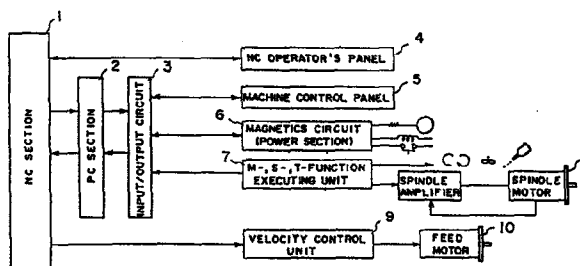 1
2
3
4
5
6
7
9
10
NC SECTION
PC SECTION
INPUT/OUTPUT CIRCUIT
NC OPERATOR'S PANEL
MACHINE CONTROL PANEL
MAGNETICS CIRCUIT
(POWER SECTION)
M-, S-, T-FUNCTION
EXECUTING UNIT
SPINDLE
AMPLIFIER
SPINDLE
MOTOR
VELOCITY CONTROL
UNIT
FEED
MOTOR